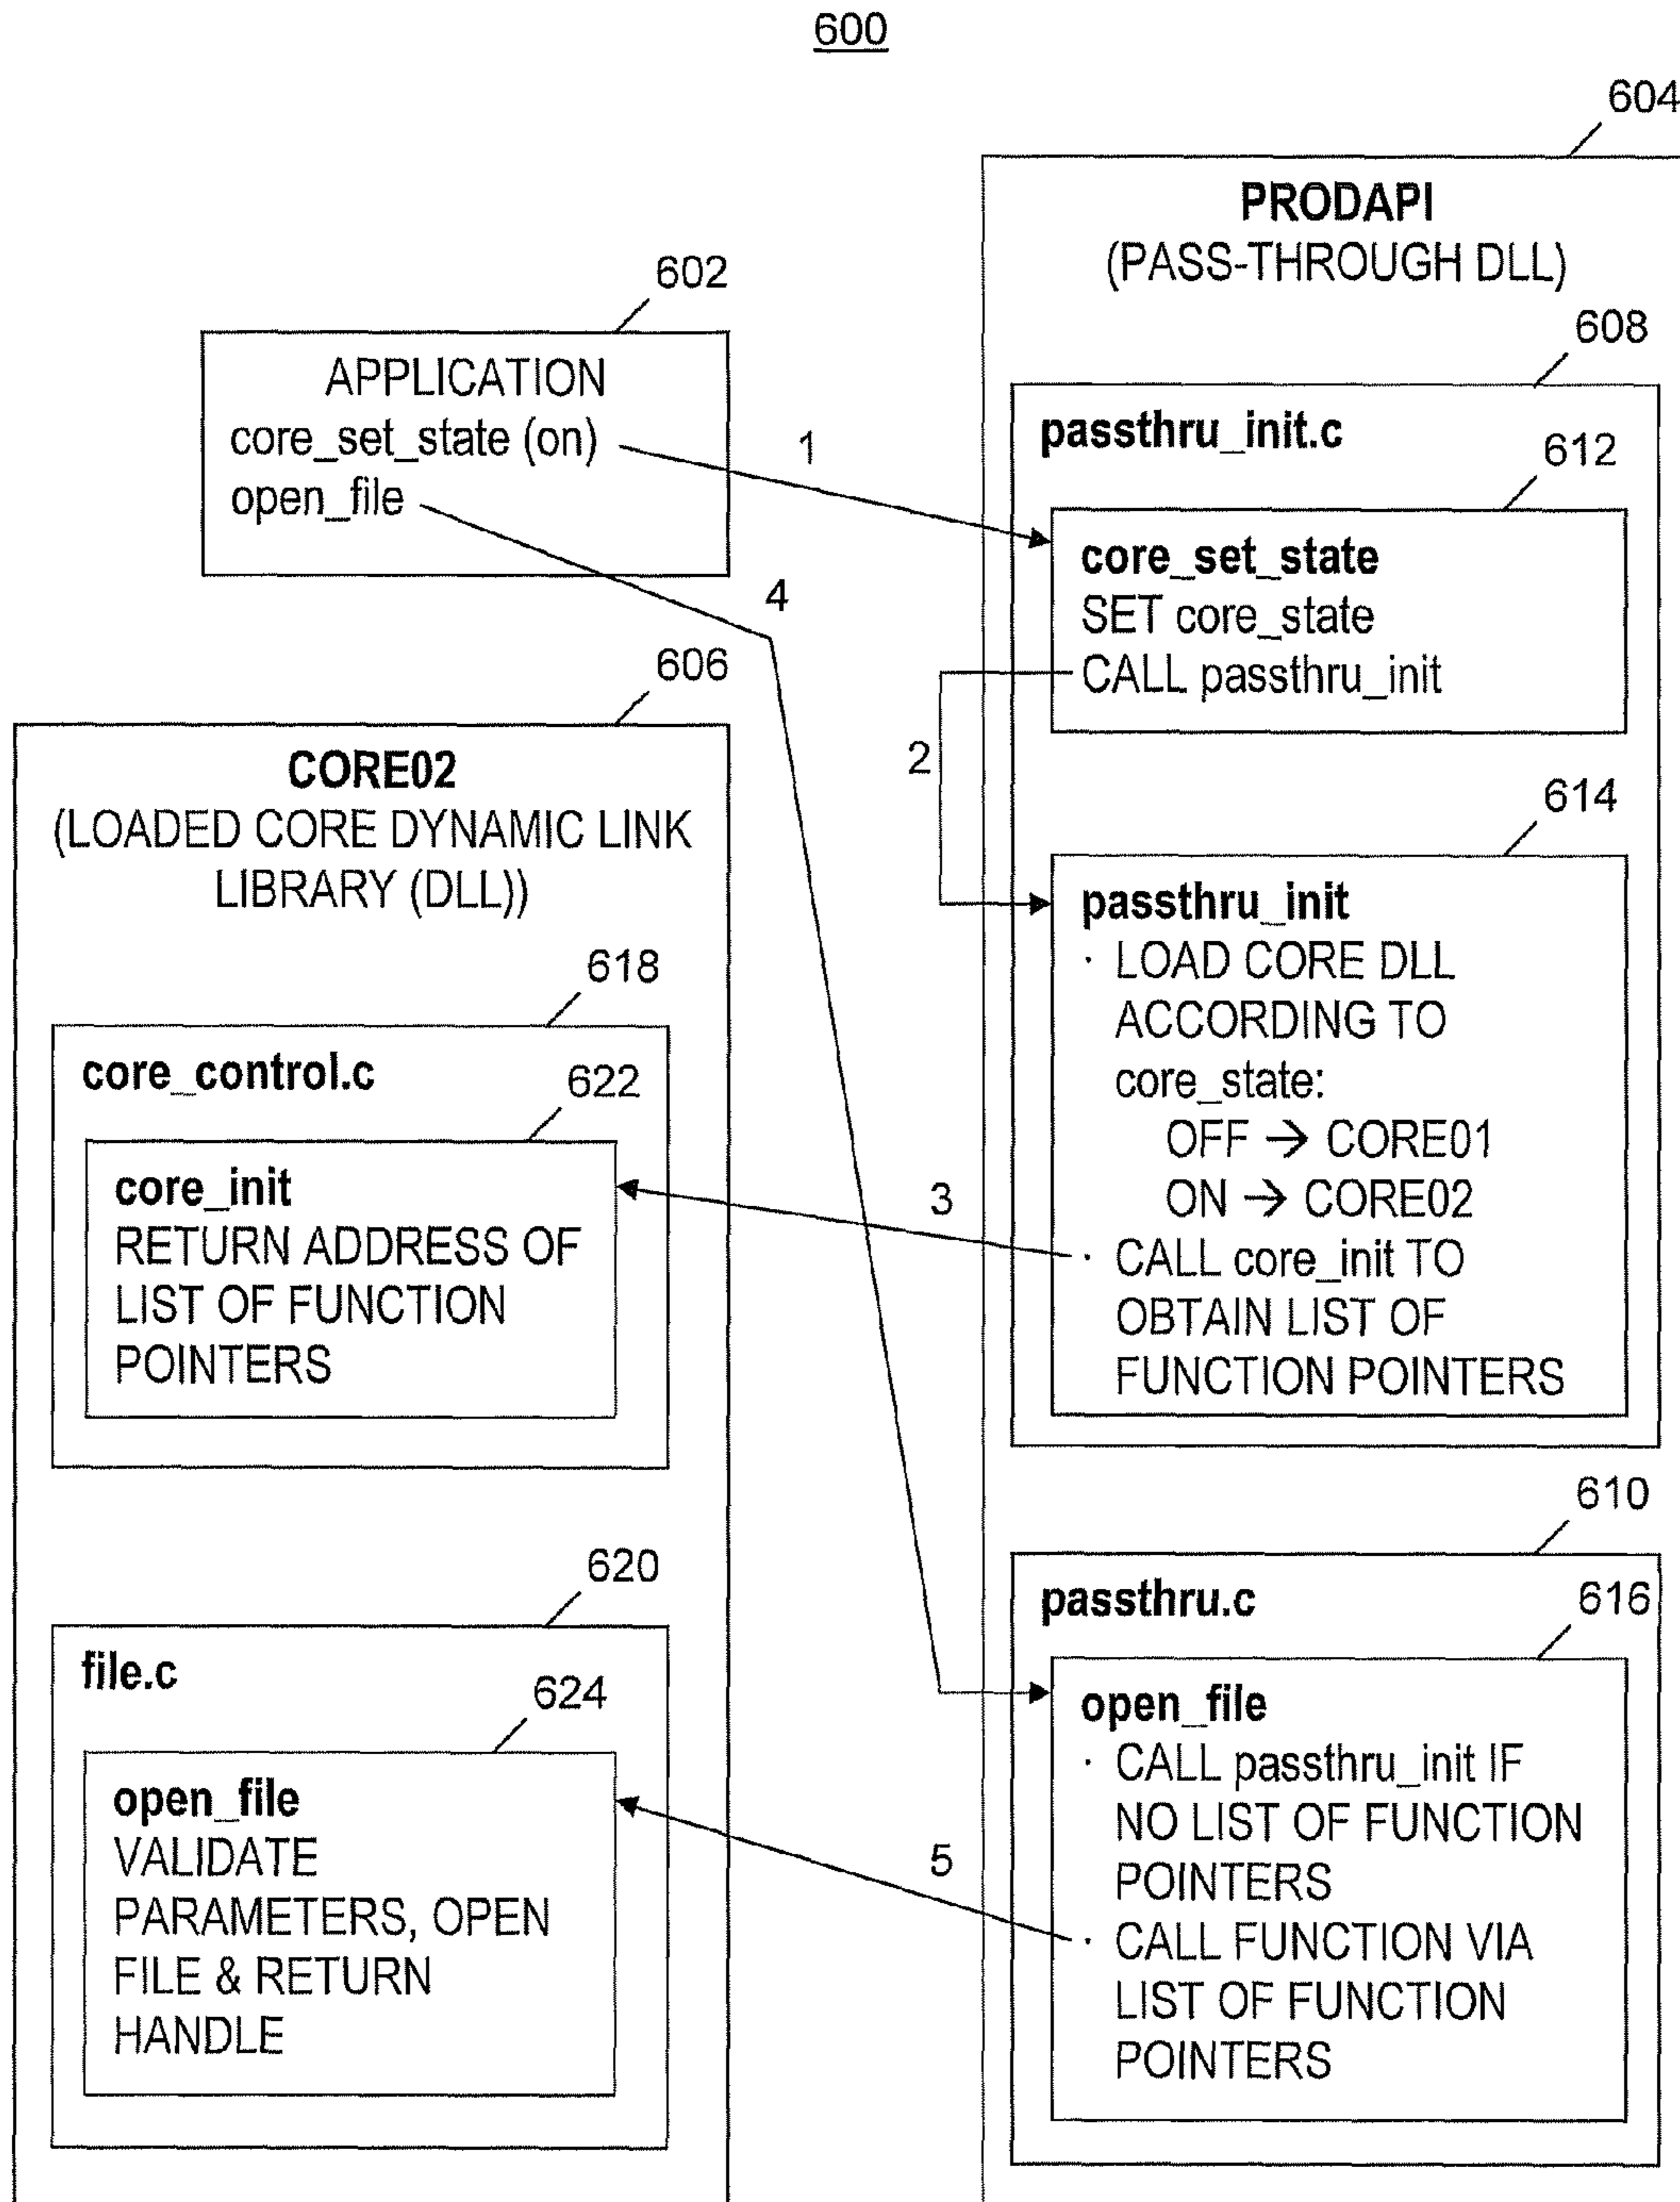 600
604
PRODAPI
(PASS-THROUGH DLL)
602
APPLICATION
core_set_state (on)
open_file
608
passthru_init.c
1
612
core_set_state
SET core_state
CALL passthru_init
4
2
606
CORE02
(LOADED CORE DYNAMIC LINK
LIBRARY (DLL))
614
passthru_init
· LOAD CORE DLL
ACCORDING TO
core_state:
OFF → CORE01
ON → CORE02
· CALL core_init TO
OBTAIN LIST OF
FUNCTION POINTERS
618
core_control.c
622
core_init
RETURN ADDRESS OF
LIST OF FUNCTION
POINTERS
3
610
passthru.c
616
open_file
· CALL passthru_init IF
NO LIST OF FUNCTION
POINTERS
· CALL FUNCTION VIA
LIST OF FUNCTION
POINTERS
620
file.c
624
open_file
VALIDATE
PARAMETERS, OPEN
FILE & RETURN
HANDLE
5